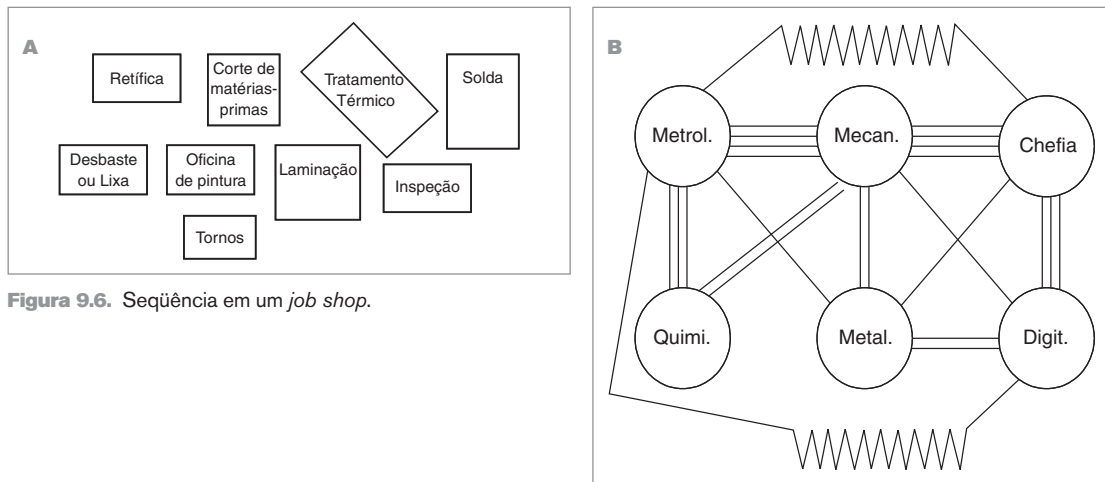 A
Retífica
Corte de
matérias-
primas
Tratamento
Térmico
Solda
Desbaste
ou Lixa
Oficina
de pintura
Laminação
Inspeção
Tornos
Figura 9.6. Seqüência em um job shop.
B
Metrol.
Mecan.
Chefia
Quimi.
Metal.
Digit.